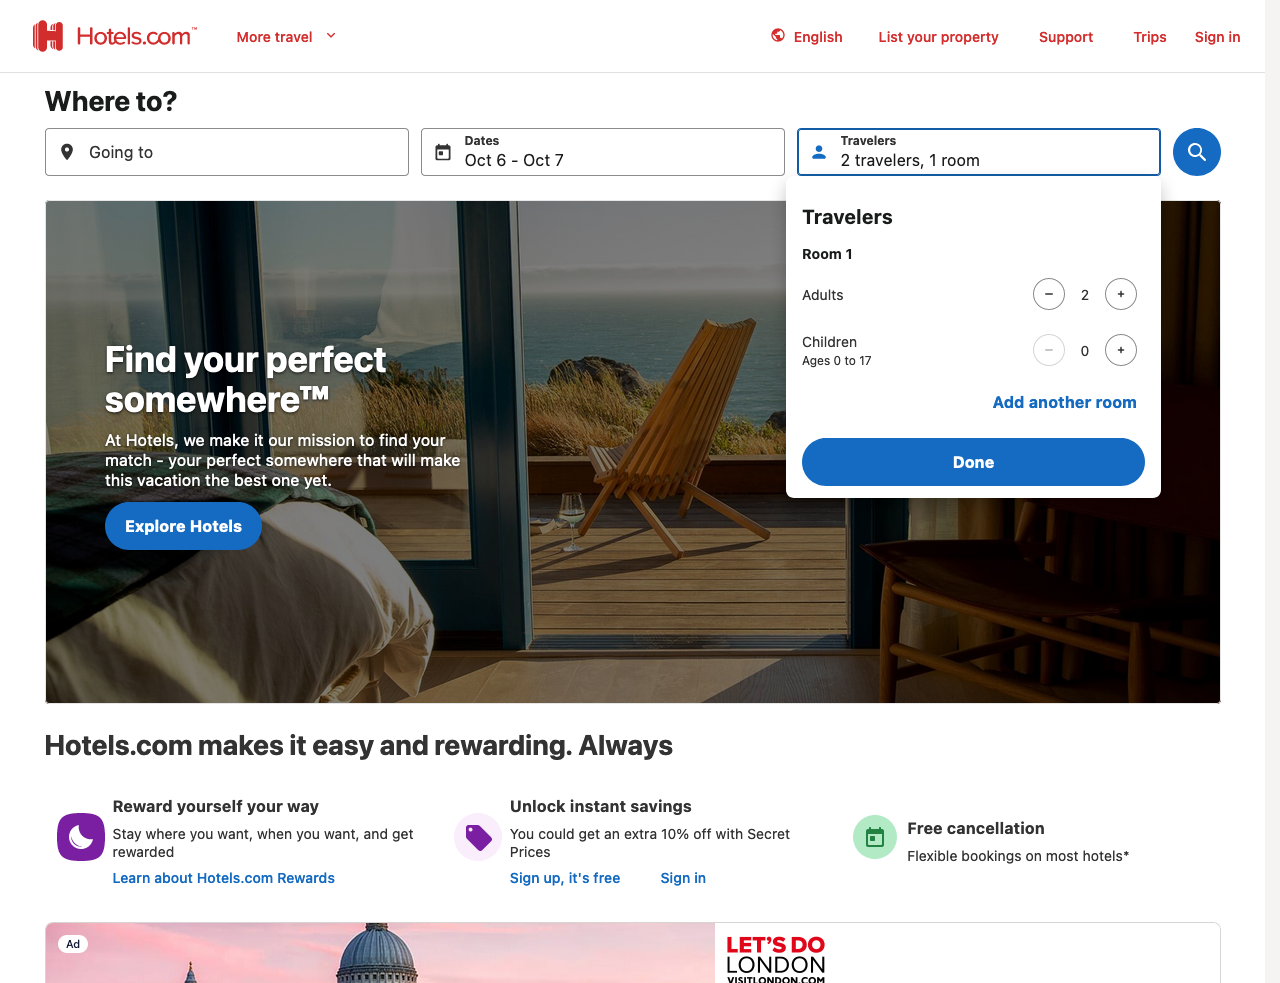 Hotels.com™
More travel
English
List your property
Support
Trips
Sign in
Where to?
Going to
Dates
Oct 6 - Oct 7
Travelers
2 travelers, 1 room
Travelers
Room 1
Adults
2
Children
Ages 0 to 17
0
Add another room
Done
Find your perfect
somewhere™
At Hotels, we make it our mission to find your
match - your perfect somewhere that will make
this vacation the best one yet.
Explore Hotels
Hotels.com makes it easy and rewarding. Always
Reward yourself your way
Stay where you want, when you want, and get
rewarded
Learn about Hotels.com Rewards
Unlock instant savings
You could get an extra 10% off with Secret
Prices
Sign up, it's free
Sign in
Free cancellation
Flexible bookings on most hotels*
Ad
LET'S DO
LONDON
VISITLONDON.COM